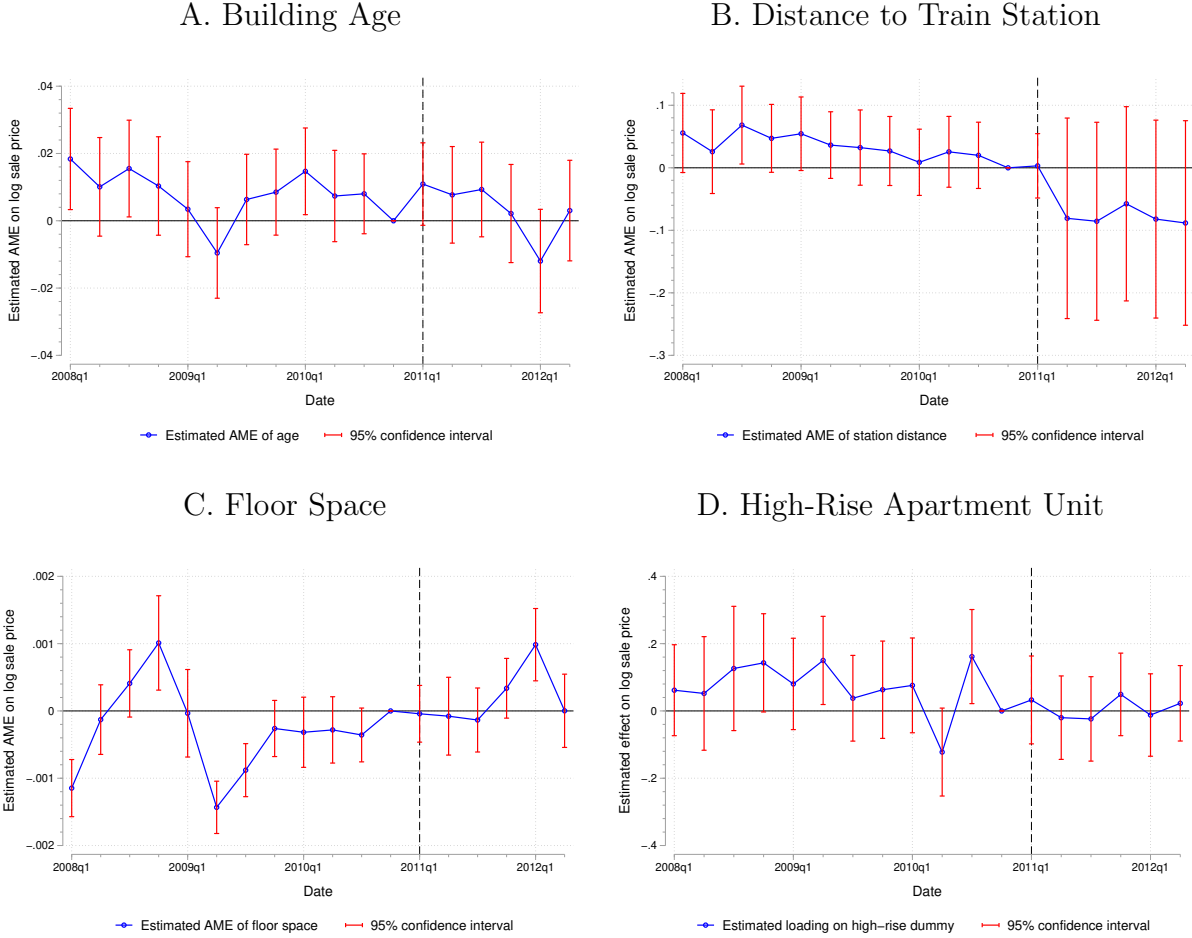 A. Building Age
Estimated AME on log sale price
.04
.02
0
−.02
−.04
2008q1 2009q1 2010q1 2011q1 2012q1
Date
Estimated AME of age 95% confidence interval
B. Distance to Train Station
Estimated AME on log sale price
.1
0
−.1
−.2
−.3
2008q1 2009q1 2010q1 2011q1 2012q1
Date
Estimated AME of station distance 95% confidence interval
C. Floor Space
Estimated AME on log sale price
.002
.001
0
−.001
−.002
2008q1 2009q1 2010q1 2011q1 2012q1
Date
Estimated AME of floor space 95% confidence interval
D. High-Rise Apartment Unit
Estimated effect on log sale price
.4
.2
0
−.2
−.4
2008q1 2009q1 2010q1 2011q1 2012q1
Date
Estimated loading on high−rise dummy 95% confidence interval